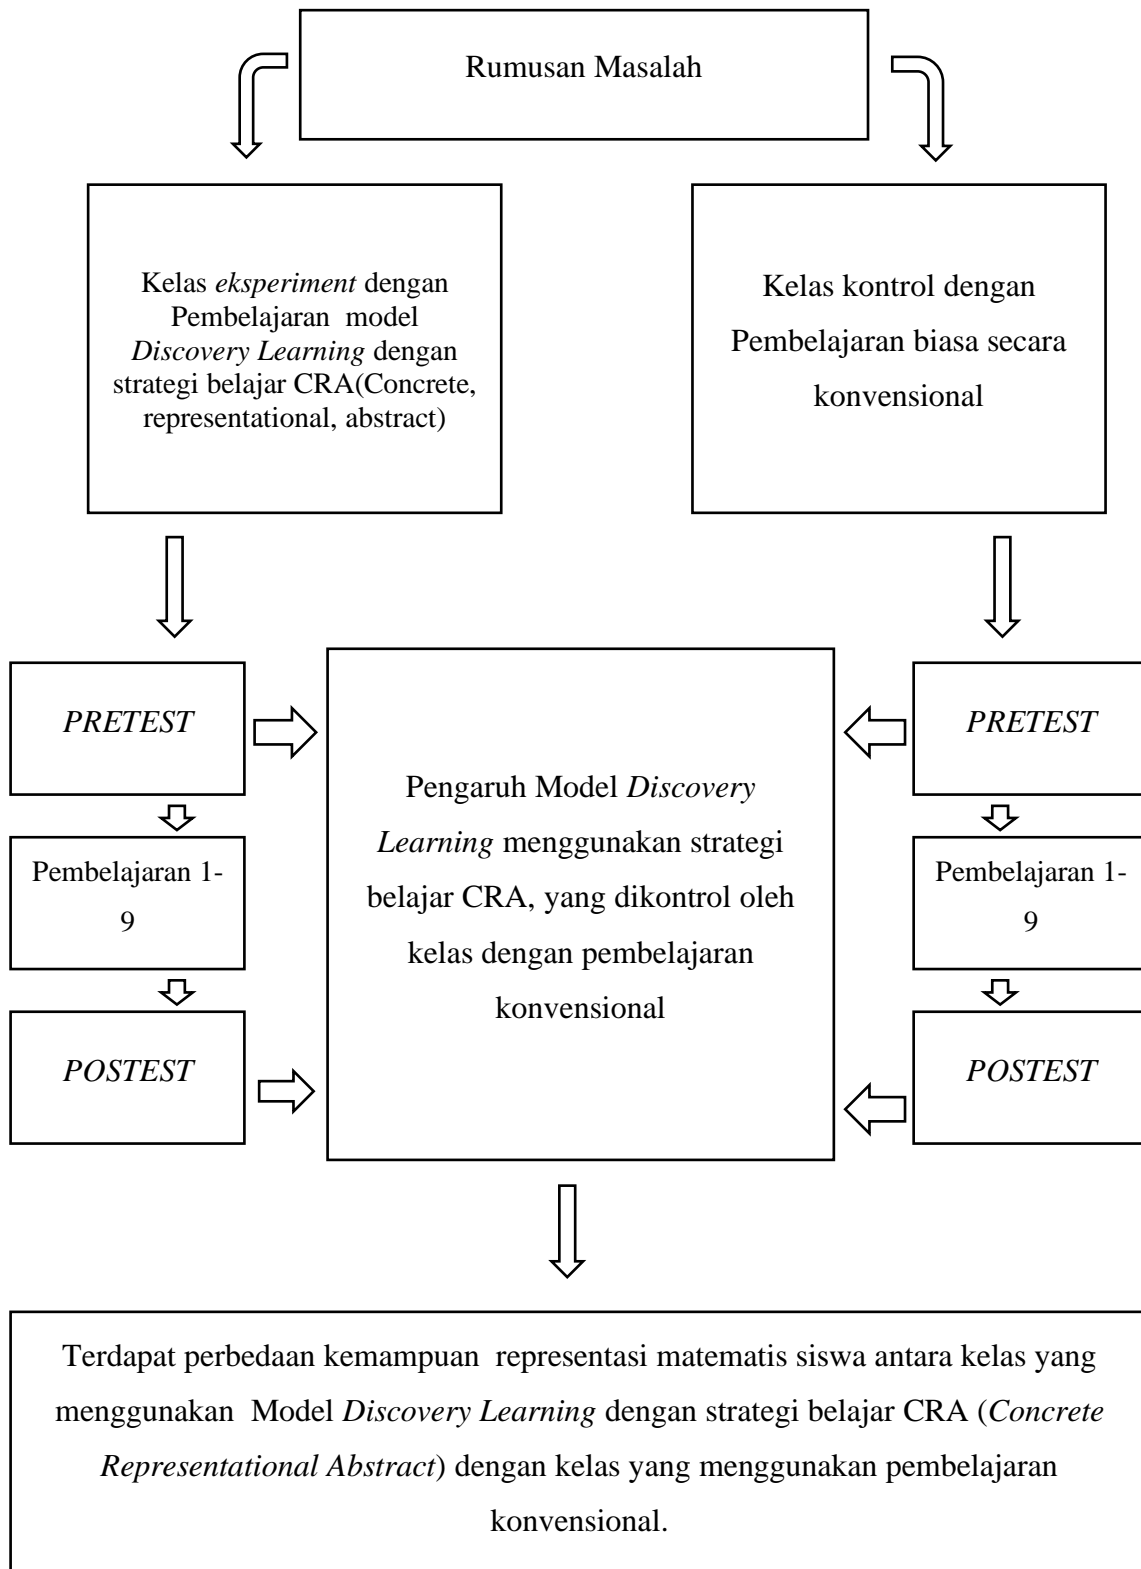 Rumusan Masalah
Kelas eksperiment dengan
Pembelajaran  model
Discovery Learning dengan
strategi belajar CRA(Concrete,
representational, abstract)
Kelas kontrol dengan
Pembelajaran biasa secara
konvensional
PRETEST
Pembelajaran 1-
9
POSTEST
Pengaruh Model Discovery
Learning menggunakan strategi
belajar CRA, yang dikontrol oleh
kelas dengan pembelajaran
konvensional
PRETEST
Pembelajaran 1-
9
POSTEST
Terdapat perbedaan kemampuan  representasi matematis siswa antara kelas yang
menggunakan  Model Discovery Learning dengan strategi belajar CRA (Concrete
Representational Abstract) dengan kelas yang menggunakan pembelajaran
konvensional.